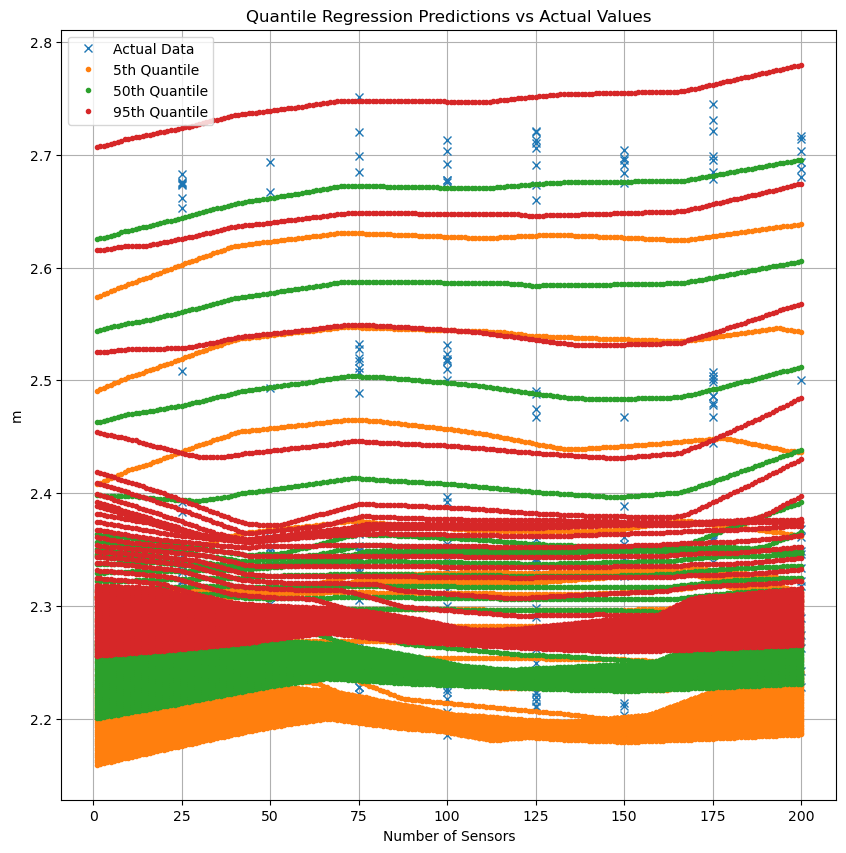 Quantile Regression Predictions vs Actual Values
Actual Data
5th Quantile
50th Quantile
95th Quantile
2.8
2.7
2.6
2.5
2.4
2.3
2.2
m
0 25 50 75 100 125 150 175 200
Number of Sensors